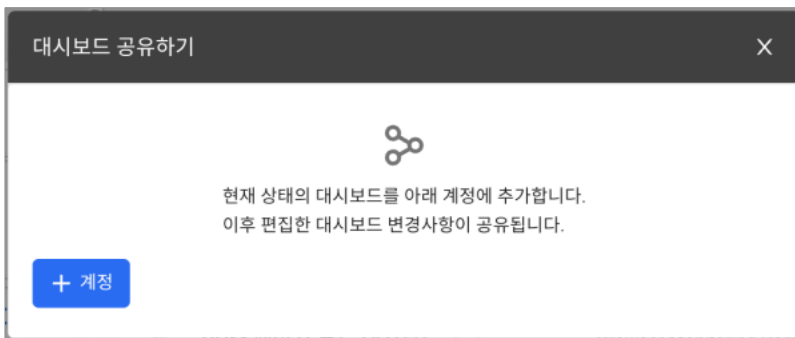 대시보드 공유하기
현재 상태의 대시보드를 아래 계정에 추가합니다.
이후 편집한 대시보드 변경사항이 공유됩니다.
+ 계정